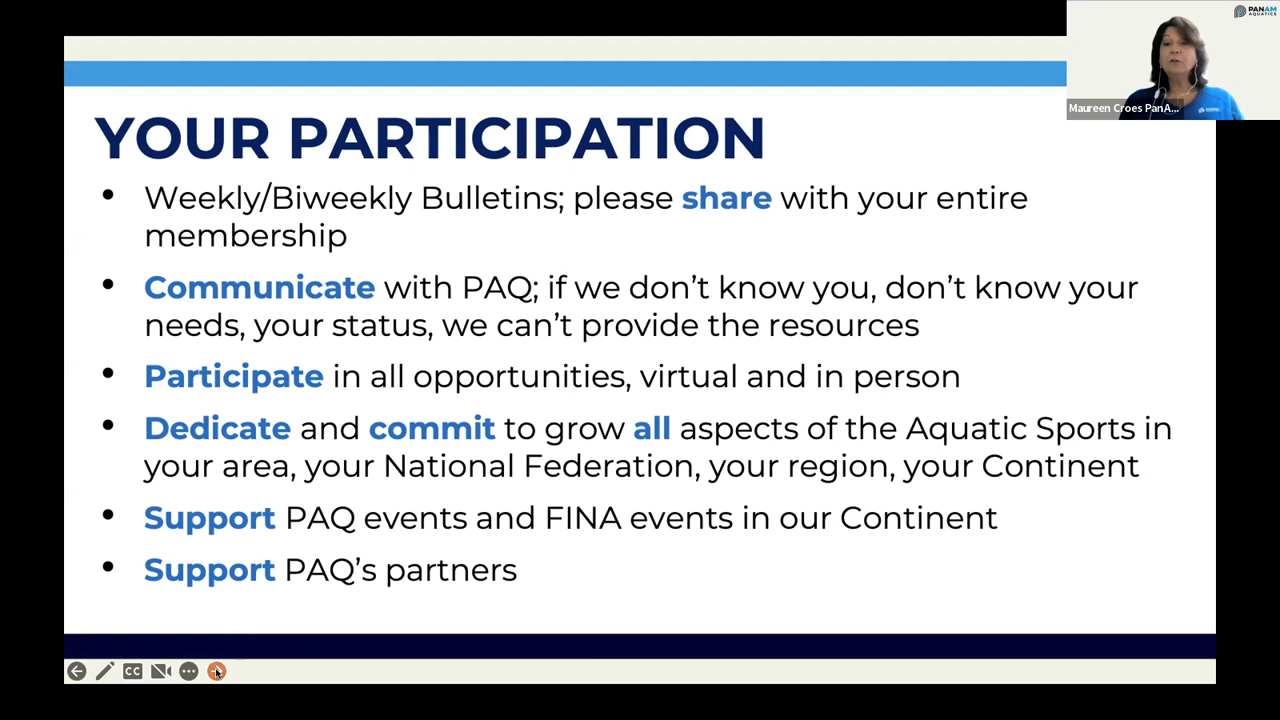 PANAM
AQUATICS
Maureen Croes PanA...
YOUR PARTICIPATION
• Weekly/Biweekly Bulletins; please share with your entire
membership
• Communicate with PAQ; if we don’t know you, don’t know your
needs, your status, we can’t provide the resources
• Participate in all opportunities, virtual and in person
• Dedicate and commit to grow all aspects of the Aquatic Sports in
your area, your National Federation, your region, your Continent
• Support PAQ events and FINA events in our Continent
• Support PAQ’s partners
CC